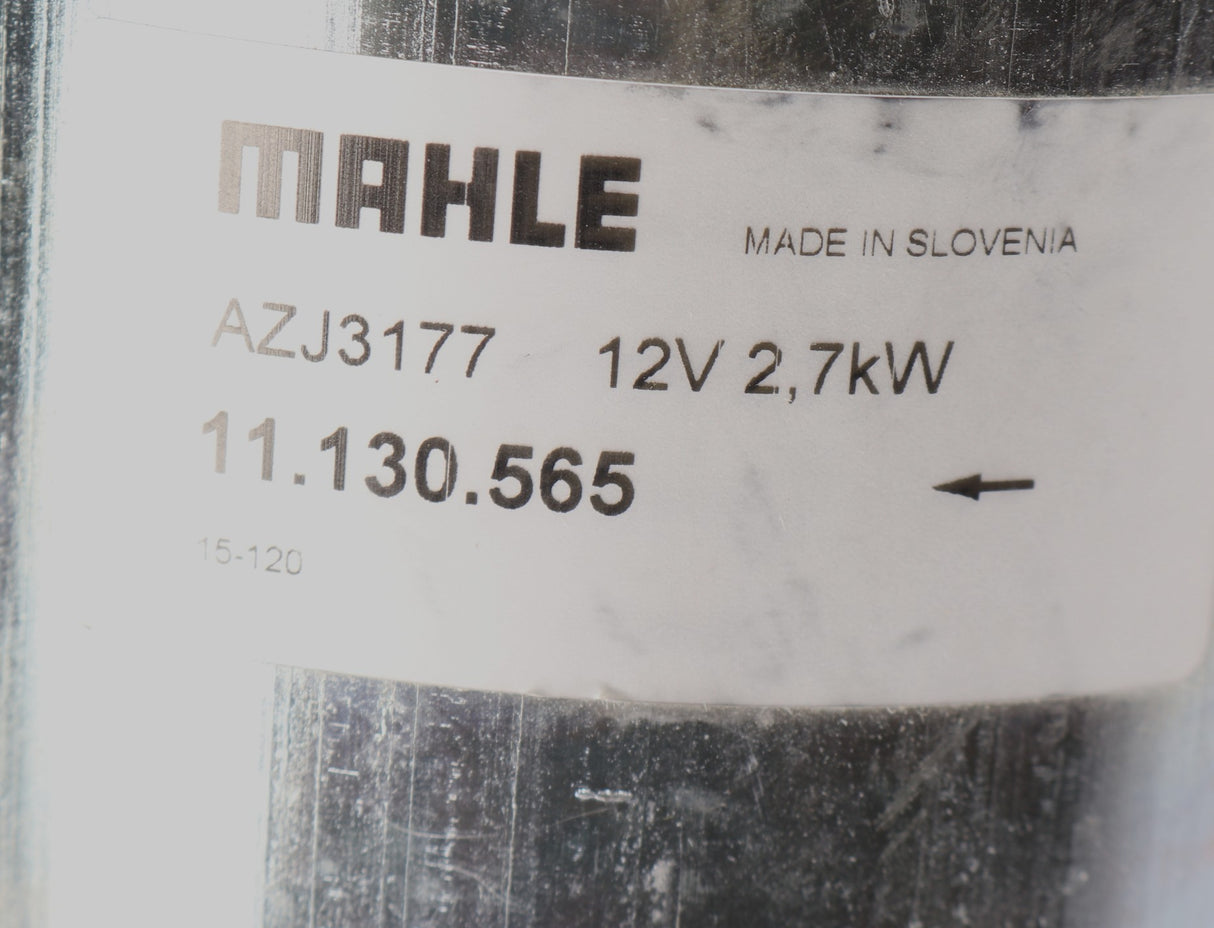 MAHLE
MADE IN SLOVENIA
AZJ3177 12V 2,7kW
11.130.565
15-120